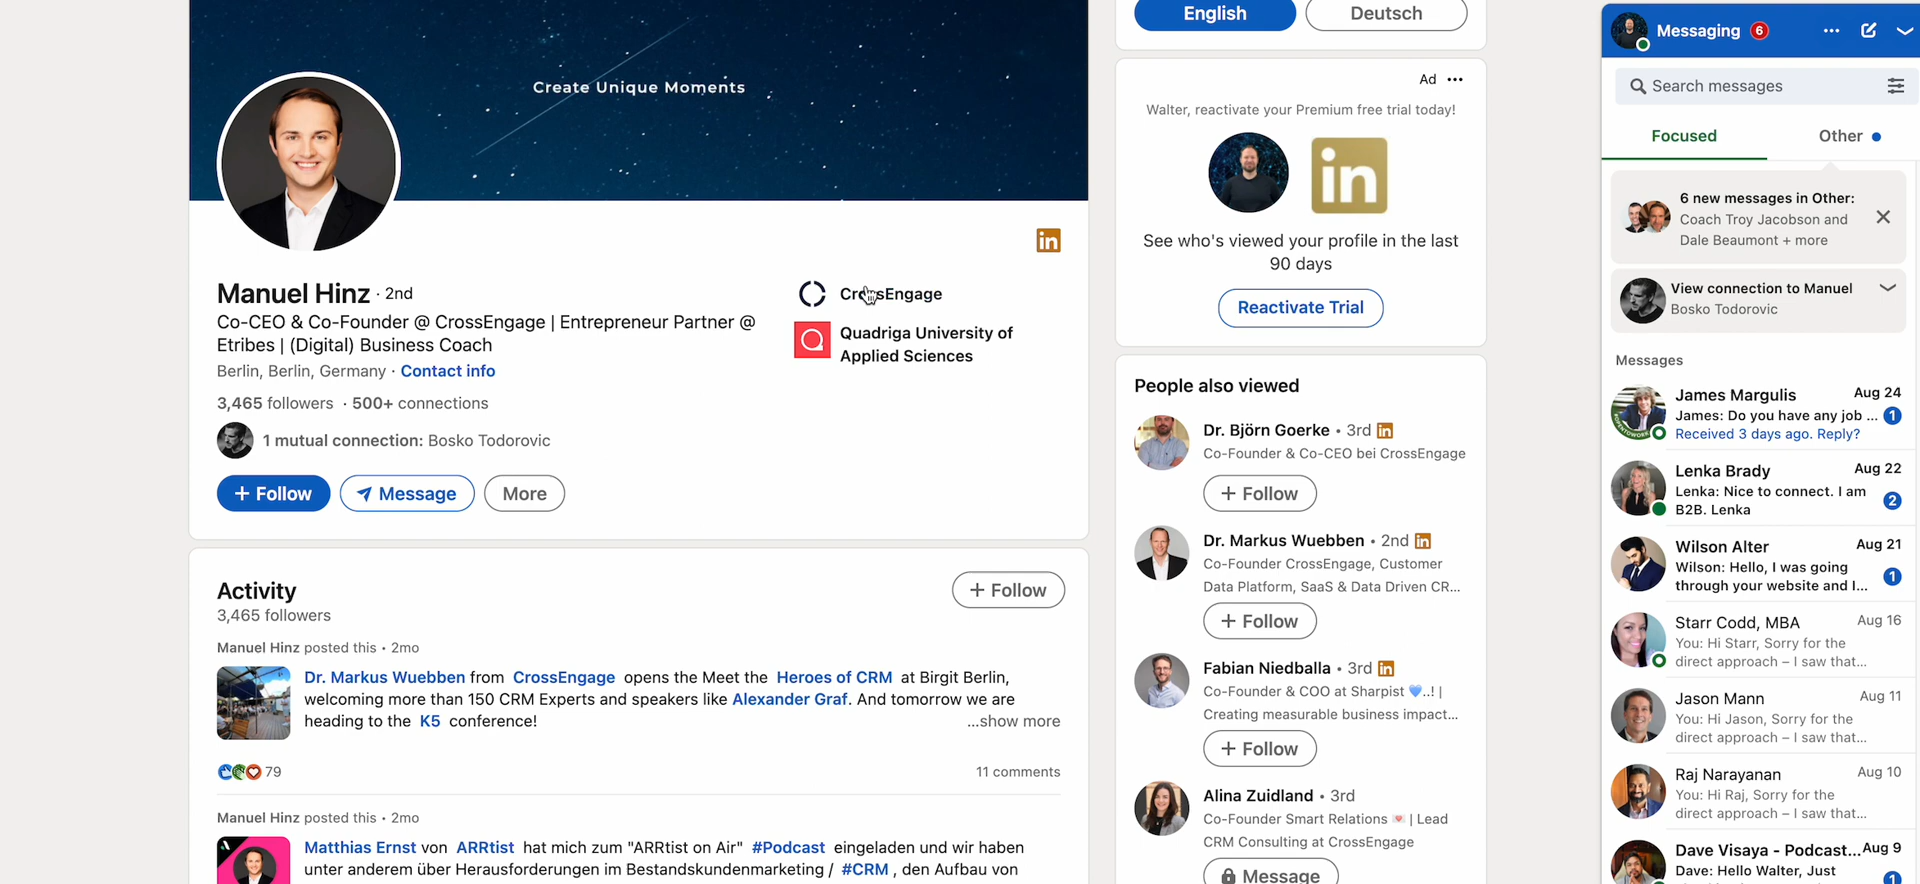 Create Unique Moments
Manuel Hinz · 2nd
Co-CEO & Co-Founder @ CrossEngage | Entrepreneur Partner @
Etribes | (Digital) Business Coach
Berlin, Berlin, Germany · Contact info
3,465 followers · 500+ connections
1 mutual connection: Bosko Todorovic
+ Follow
Message
More
CrossEngage
Quadriga University of
Applied Sciences
Activity
3,465 followers
+ Follow
Manuel Hinz posted this • 2mo
Dr. Markus Wuebben from CrossEngage opens the Meet the Heroes of CRM at Birgit Berlin,
welcoming more than 150 CRM Experts and speakers like Alexander Graf. And tomorrow we are
heading to the K5 conference!
...show more
79
11 comments
Manuel Hinz posted this • 2mo
Matthias Ernst von ARRtist hat mich zum "ARRtist on Air" #Podcast eingeladen und wir haben
unter anderem über Herausforderungen im Bestandskundenmarketing / #CRM , den Aufbau von
English
Deutsch
Ad
Walter, reactivate your Premium free trial today!
in
See who's viewed your profile in the last
90 days
Reactivate Trial
People also viewed
Dr. Björn Goerke • 3rd in
Co-Founder & Co-CEO bei CrossEngage
+ Follow
Dr. Markus Wuebben • 2nd in
Co-Founder CrossEngage, Customer
Data Platform, SaaS & Data Driven CR...
+ Follow
Fabian Niedballa • 3rd in
Co-Founder & COO at Sharpist 💙..! |
Creating measurable business impact...
+ Follow
Alina Zuidland • 3rd
Co-Founder Smart Relations 💌 | Lead
CRM Consulting at CrossEngage
Message
Messaging 6
Search messages
Focused
Other
6 new messages in Other:
Coach Troy Jacobson and
Dale Beaumont + more
View connection to Manuel
Bosko Todorovic
Messages
James Margulis Aug 24
James: Do you have any job ... 1
Received 3 days ago. Reply?
Lenka Brady Aug 22
Lenka: Nice to connect. I am
B2B. Lenka 2
Wilson Alter Aug 21
Wilson: Hello, I was going
through your website and I... 1
Starr Codd, MBA Aug 16
You: Hi Starr, Sorry for the
direct approach – I saw that...
Jason Mann Aug 11
You: Hi Jason, Sorry for the
direct approach – I saw that...
Raj Narayanan Aug 10
You: Hi Raj, Sorry for the
direct approach – I saw that...
Dave Visaya - Podcast... Aug 9
Dave: Hello Walter, Just 1